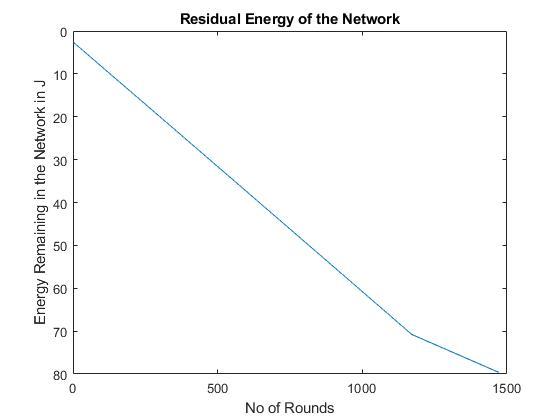 Residual Energy of the Network
Energy Remaining in the Network in J
0
10
20
30
40
50
60
70
80
0 500 1000 1500
No of Rounds